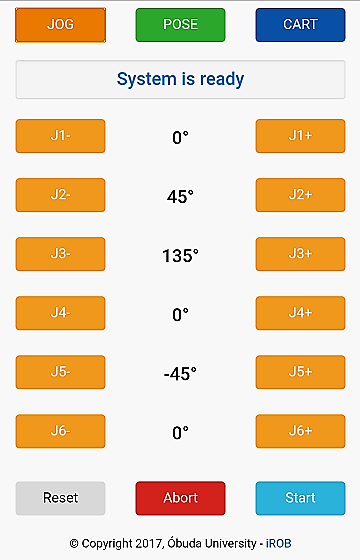 JOG POSE CART
System is ready
J1- 0° J1+
J2- 45° J2+
J3- 135° J3+
J4- 0° J4+
J5- -45° J5+
J6- 0° J6+
Reset Abort Start
© Copyright 2017, Óbuda University - iROB